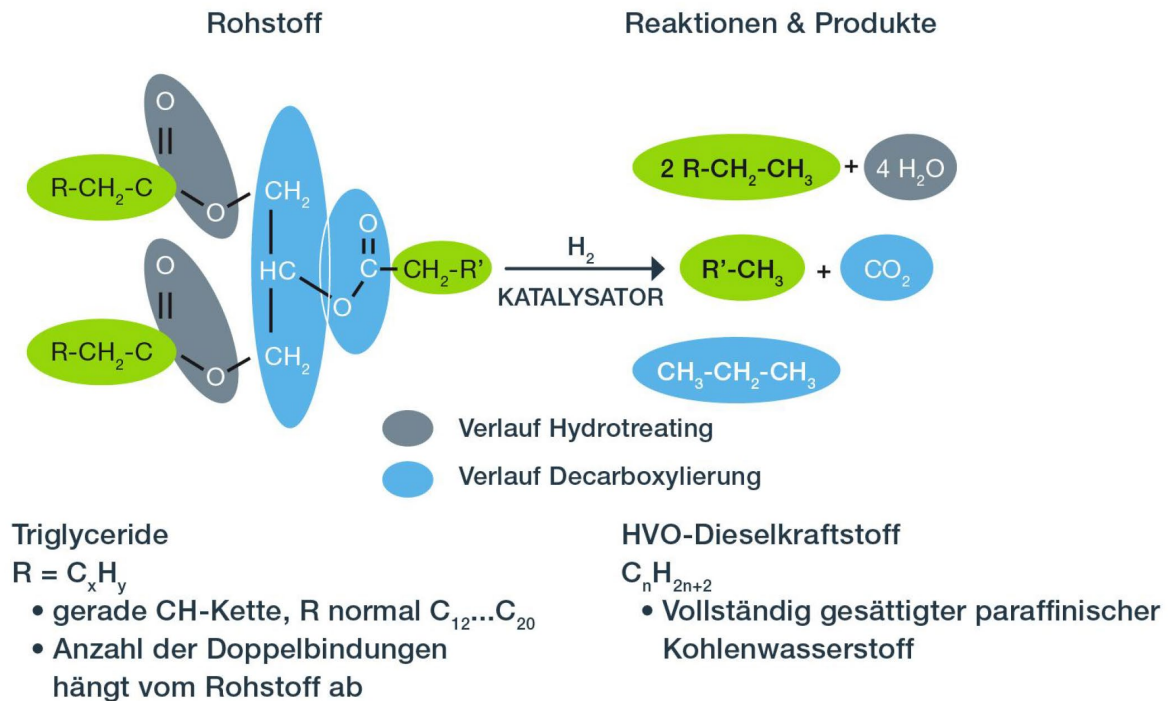 Rohstoff
Reaktionen & Produkte
O
R-CH₂-C
O
CH₂
O
R-CH₂-C
O
CH₂
HC
O
C
O
CH₂-R’
H₂
KATALYSATOR
2 R-CH₂-CH₃ + 4 H₂O
R’-CH₃ + CO₂
CH₃-CH₂-CH₃
Verlauf Hydrotreating
Verlauf Decarboxylierung
Triglyceride
R = CₓHᵧ
• gerade CH-Kette, R normal C₁₂...C₂₀
• Anzahl der Doppelbindungen
hängt vom Rohstoff ab
HVO-Dieselkraftstoff
CₙH₂ₙ₊₂
• Vollständig gesättigter paraffinischer
Kohlenwasserstoff